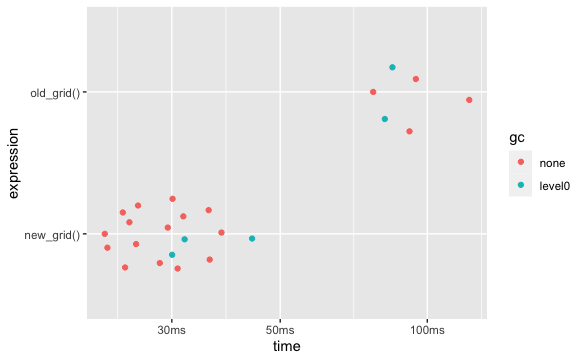 old_grid()
new_grid()
expression
30ms
50ms
100ms
time
gc
none
level0